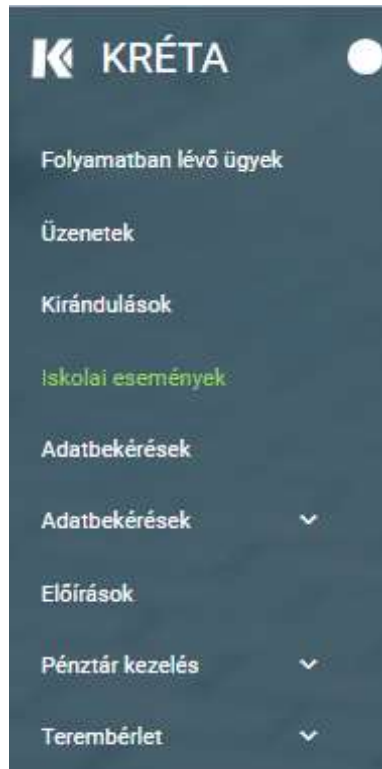 KRÉTA
Folyamatban lévő ügyek
Üzenetek
Kirándulások
Iskolai események
Adatbekérések
Adatbekérések
Előírások
Pénztár kezelés
Terembérlet